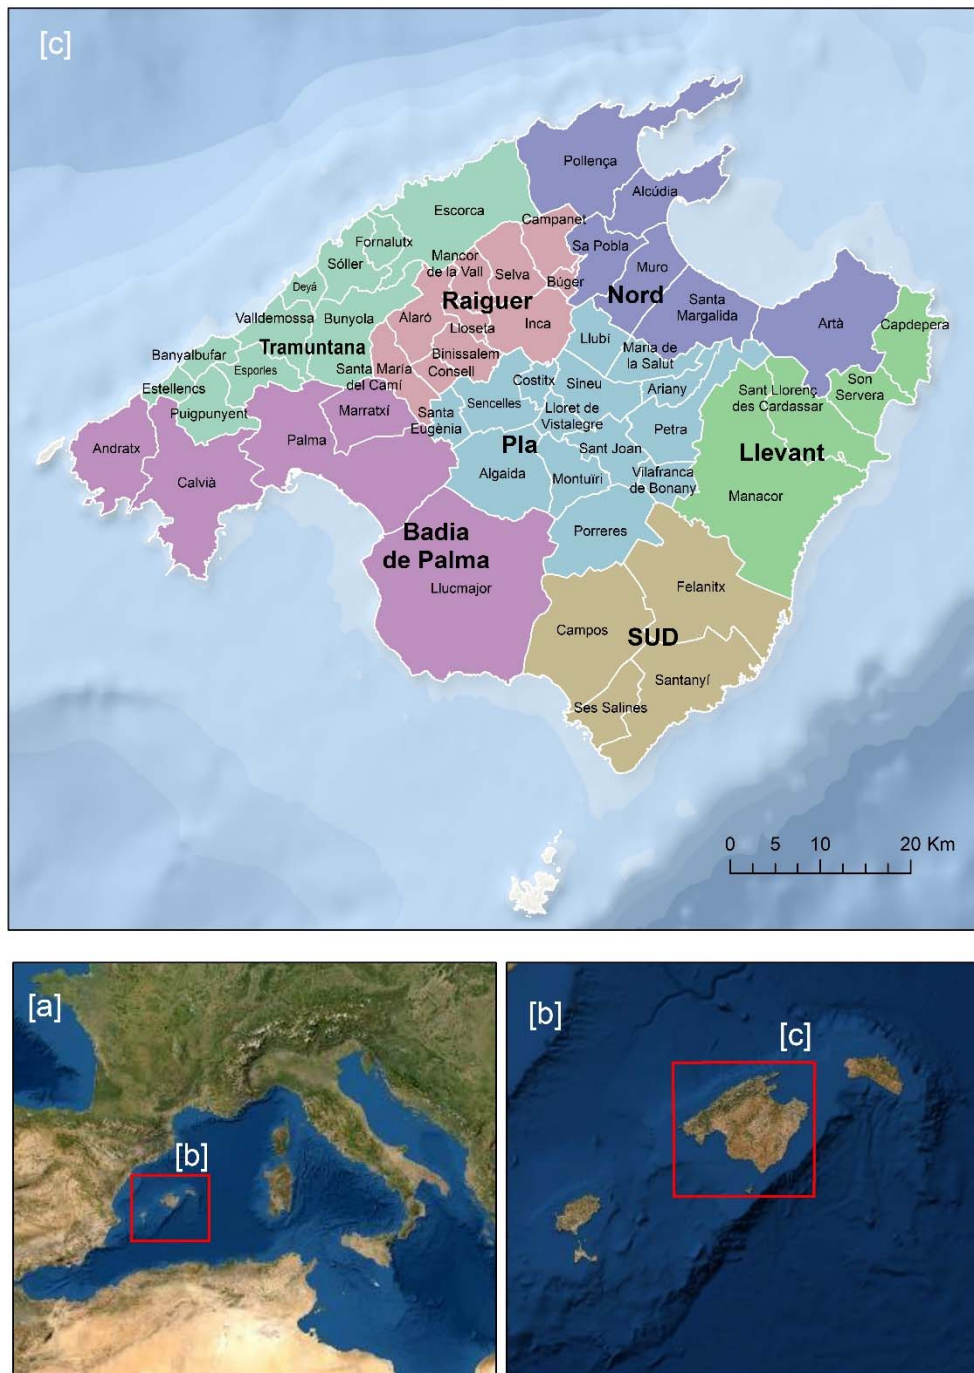 [c]
Pollença
Alcúdia
Escorca
Campanet
Fornalutx
Sa Pobla
Sóller
Mancor
de la Vall
Selva
Muro
Búger
Deyá
Raiguer
Nord
Santa
Margalida
Valldemossa
Bunyola
Alaró
Lloseta
Inca
Artà
Capdepera
Llubí
Tramuntana
Banyalbufar
Binissalem
Maria de
la Salut
Esporles
Santa María
del Camí
Consell
Costitx
Sineu
Son
Servera
Estellencs
Ariany
Sant Llorenç
des Cardassar
Puigpunyent
Marratxí
Sencelles
Lloret de
Vistalegre
Santa
Eugènia
Petra
Andratx
Palma
Pla
Sant Joan
Llevant
Calvià
Algaida
Montuïri
Vilafranca
de Bonany
Manacor
Badia
de Palma
Porreres
Llucmajor
Felanitx
Campos
SUD
Santanyí
Ses Salines
0 5 10 20 Km
[a]
[b]
[b]
[c]